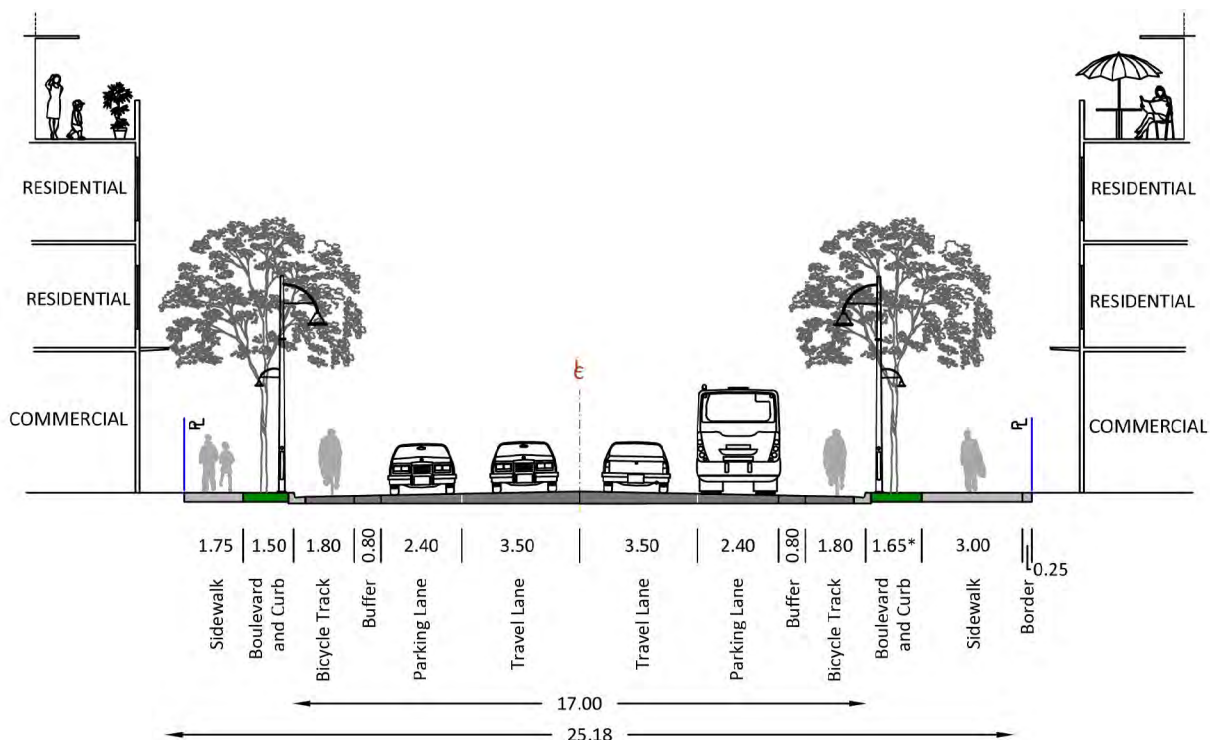 RESIDENTIAL
RESIDENTIAL
RESIDENTIAL
RESIDENTIAL
COMMERCIAL
COMMERCIAL
PL
PL
CL
1.75
1.50
1.80
0.80
2.40
3.50
3.50
2.40
0.80
1.80
1.65*
3.00
0.25
Sidewalk
Boulevard
and Curb
Bicycle Track
Buffer
Parking Lane
Travel Lane
Travel Lane
Parking Lane
Buffer
Bicycle Track
Boulevard
and Curb
Sidewalk
Border
17.00
25.18